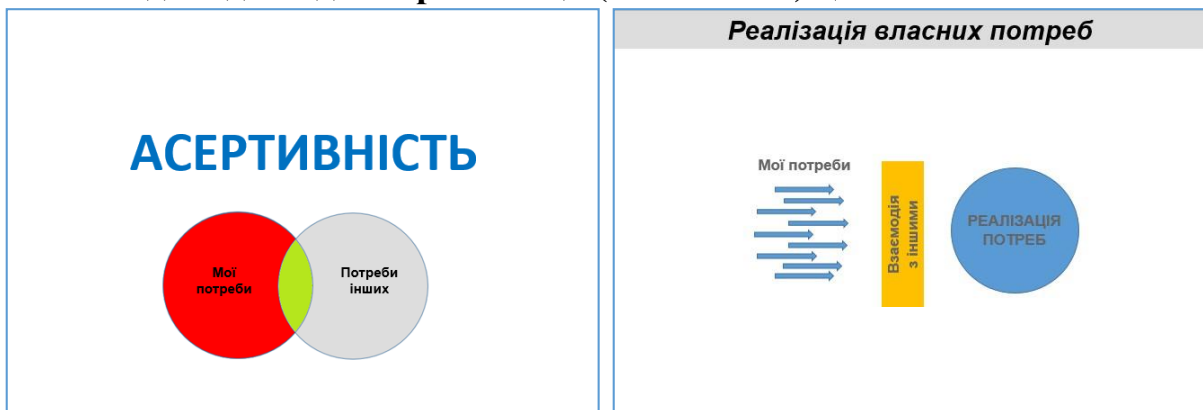 АСЕРТИВНІСТЬ
Мої
потреби
Потреби
інших
Реалізація власних потреб
Мої потреби
Взаємодія
з іншими
РЕАЛІЗАЦІЯ
ПОТРЕБ